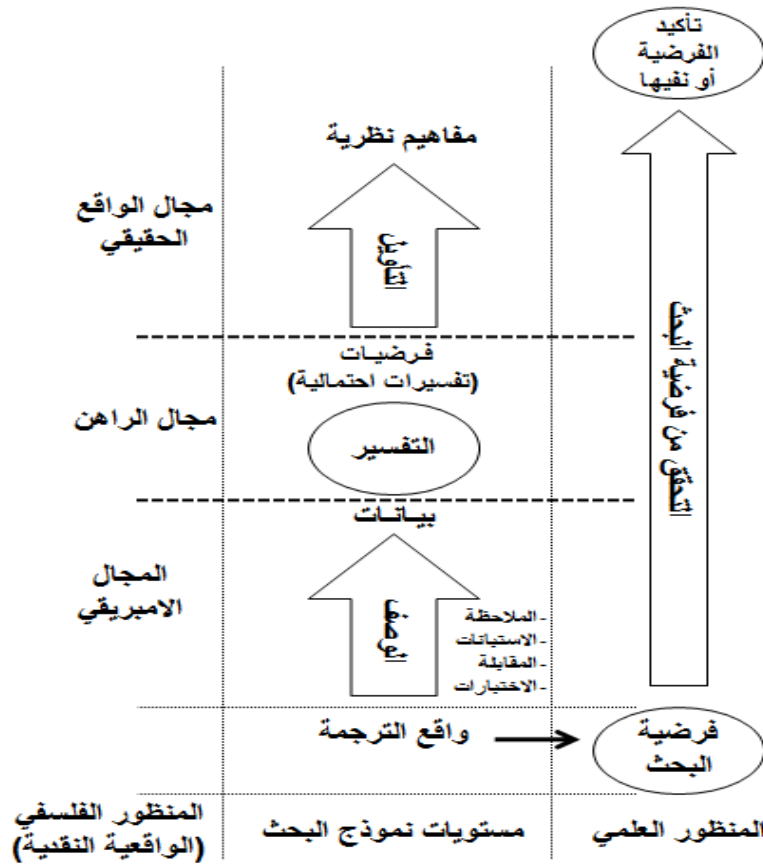 تأكيد
الفرضية
أو نفيها
مفاهيم نظرية
مجال الواقع
الحقيقي
التأويل
التحقق من فرضية البحث
فرضيات
(تفسيرات احتمالية)
مجال الراهن
التفسير
بيانات
المجال
الامبريقي
الوصف
- الملاحظة
- الاستبانات
- المقابلة
- الاختبارات
فرضية
البحث
واقع الترجمة
المنظور العلمي
مستويات نموذج البحث
المنظور الفلسفي
(الواقعية النقدية)